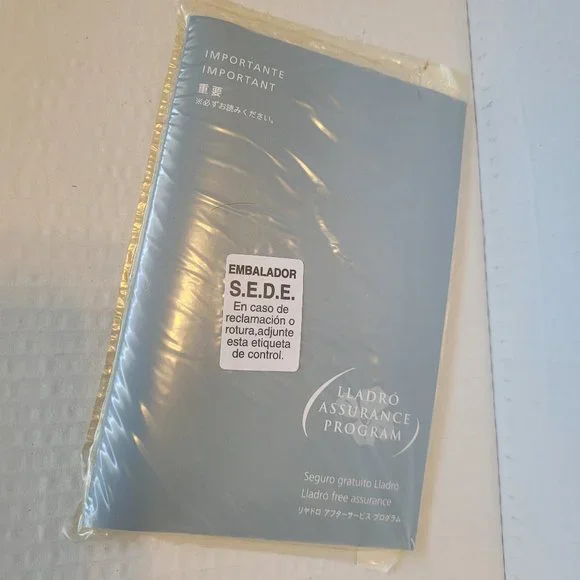 IMPORTANTE
IMPORTANT
重要
※必ずお読みください。
EMBALADOR
S.E.D.E.
En caso de
reclamación o
rotura,adjunte
esta etiqueta
de control.
LLADRÓ
ASSURANCE
PROGRAM
Seguro gratuito Lladró
Lladró free assurance
リヤドロ アフターサービス プログラム